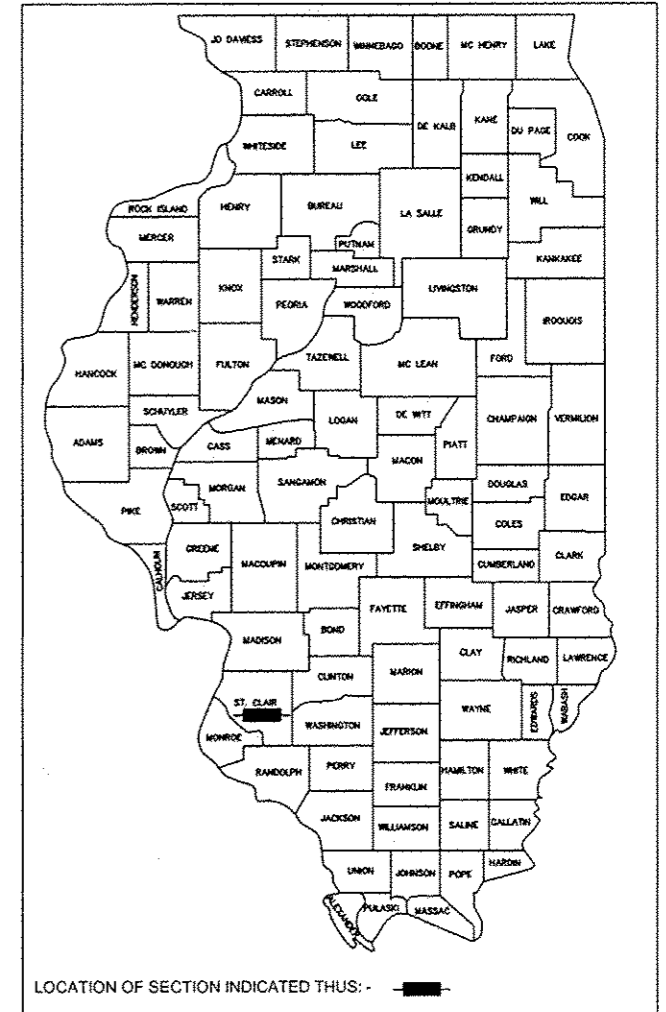 JO DAVIESS STEPHENSON WINNEBAGO BOONE MC HENRY LAKE
CARROLL OGLE DE KALB KANE DU PAGE COOK
WHITESIDE LEE
KENDALL
ROCK ISLAND HENRY BUREAU LA SALLE WILL
MERCER PUTNAM GRUNDY
STARK MARSHALL KANKAKEE
HENDERSON WARREN KNOX PEORIA WOODFORD LIVINGSTON IROQUOIS
HANCOCK MC DONOUGH FULTON TAZEWELL MC LEAN FORD
SCHUYLER MASON LOGAN DE WITT CHAMPAIGN VERMILION
ADAMS BROWN CASS MENARD MACON PIATT
PIKE SCOTT MORGAN SANGAMON MOULTRIE DOUGLAS EDGAR
CHRISTIAN COLES
CALHOUN GREENE MACOUPIN MONTGOMERY SHELBY CUMBERLAND CLARK
JERSEY FAYETTE EFFINGHAM JASPER CRAWFORD
MADISON BOND
CLAY RICHLAND LAWRENCE
CLINTON MARION
ST. CLAIR WAYNE EDWARDS WABASH
MONROE WASHINGTON JEFFERSON
RANDOLPH PERRY HAMILTON WHITE
FRANKLIN
JACKSON WILLIAMSON SALINE GALLATIN
UNION JOHNSON POPE HARDIN
ALEXANDER PULASKI MASSAC
LOCATION OF SECTION INDICATED THUS: -